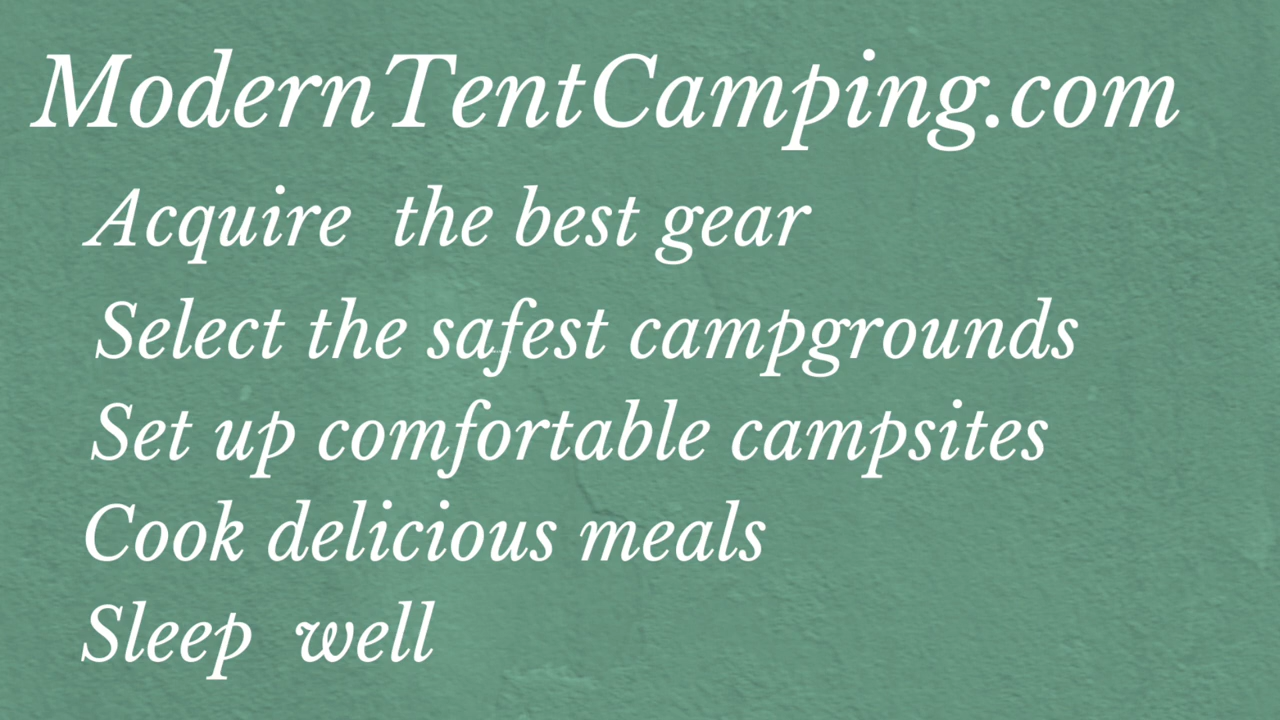 ModernTentCamping.com
Acquire  the best gear
Select the safest campgrounds
Set up comfortable campsites
Cook delicious meals
Sleep  well